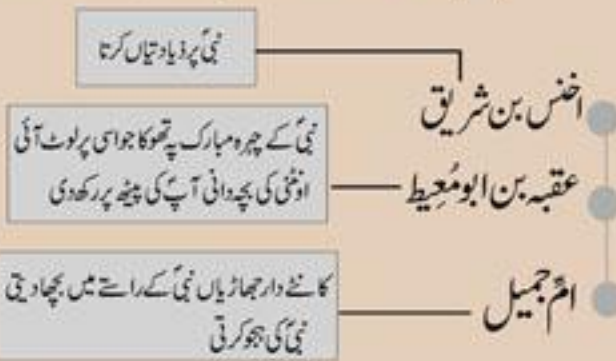 اخنس بن شریق
نبیؐ پر زیادتیاں کرتا
عقبہ بن ابو مُعِیط
نبیؐ کے چہرہ مبارک پہ تھوکا جو اسی پر لوٹ آئی
اونٹنی کی بچہ دانی آپؐ کی پیٹھ پر رکھ دی
امّ جمیل
کانٹے دار جھاڑیاں نبیؐ کے راستے میں بچھا دیتی
نبیؐ کی ہجو کرتی